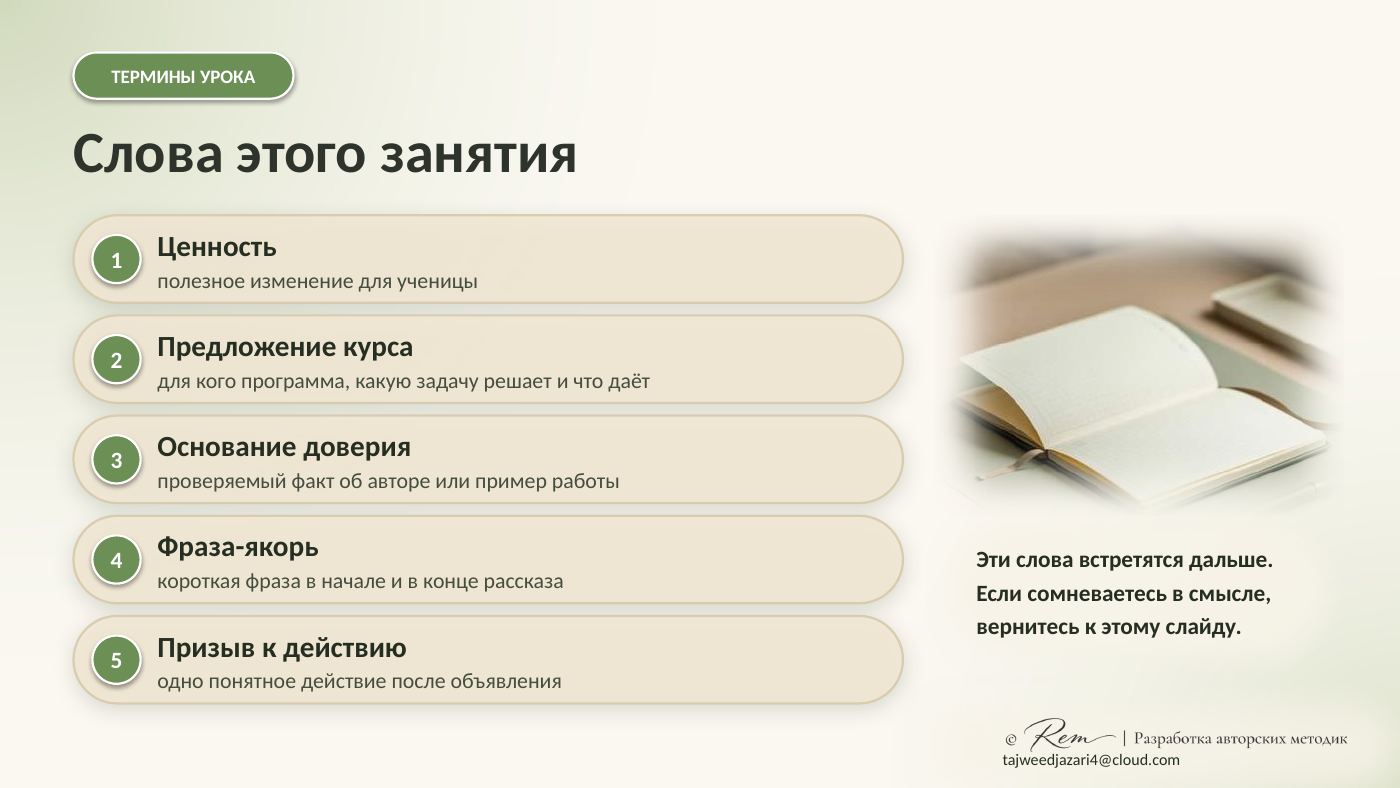 ТЕРМИНЫ УРОКА
Слова этого занятия
1
Ценность
полезное изменение для ученицы
2
Предложение курса
для кого программа, какую задачу решает и что даёт
3
Основание доверия
проверяемый факт об авторе или пример работы
4
Фраза-якорь
короткая фраза в начале и в конце рассказа
5
Призыв к действию
одно понятное действие после объявления
Эти слова встретятся дальше.
Если сомневаетесь в смысле,
вернитесь к этому слайду.
© Rem | Разработка авторских методик
tajweedjazari4@cloud.com